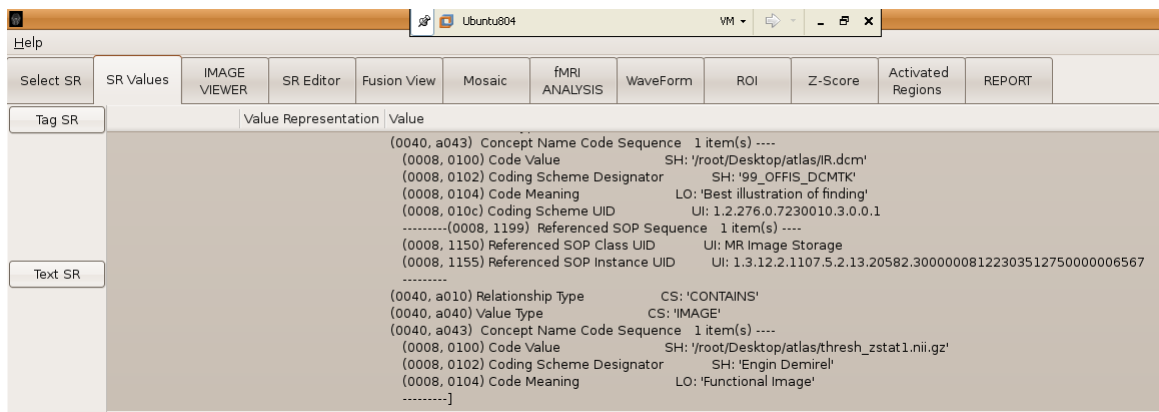 Ubuntu804
VM
Help
Select SR
SR Values
IMAGE
VIEWER
SR Editor
Fusion View
Mosaic
fMRI
ANALYSIS
WaveForm
ROI
Z-Score
Activated
Regions
REPORT
Tag SR
Value Representation
Value
(0040, a043) Concept Name Code Sequence 1 item(s) ----
(0008, 0100) Code Value SH: '/root/Desktop/atlas/IR.dcm'
(0008, 0102) Coding Scheme Designator SH: '99_OFFIS_DCMTK'
(0008, 0104) Code Meaning LO: 'Best illustration of finding'
(0008, 010c) Coding Scheme UID UI: 1.2.276.0.7230010.3.0.0.1
---------(0008, 1199) Referenced SOP Sequence 1 item(s) ----
(0008, 1150) Referenced SOP Class UID UI: MR Image Storage
(0008, 1155) Referenced SOP Instance UID UI: 1.3.12.2.1107.5.2.13.20582.30000008122303512750000006567
---------
Text SR
(0040, a010) Relationship Type CS: 'CONTAINS'
(0040, a040) Value Type CS: 'IMAGE'
(0040, a043) Concept Name Code Sequence 1 item(s) ----
(0008, 0100) Code Value SH: '/root/Desktop/atlas/thresh_zstat1.nii.gz'
(0008, 0102) Coding Scheme Designator SH: 'Engin Demirel'
(0008, 0104) Code Meaning LO: 'Functional Image'
---------]